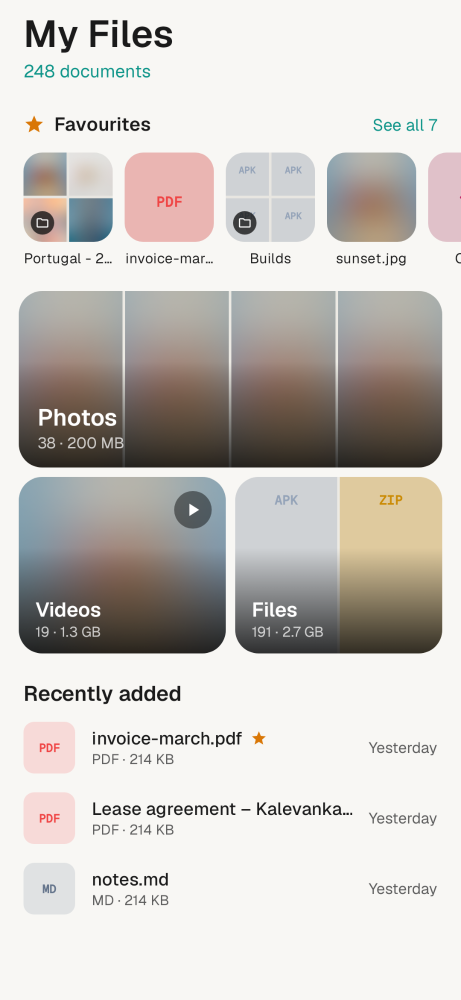 My Files
248 documents
Favourites
See all 7
PDF
APK APK
APK
Portugal - 2...
invoice-mar...
Builds
sunset.jpg
Photos
38 · 200 MB
Videos
19 · 1.3 GB
APK
ZIP
Files
191 · 2.7 GB
Recently added
PDF
invoice-march.pdf
PDF · 214 KB
Yesterday
PDF
Lease agreement – Kalevanka...
PDF · 214 KB
Yesterday
MD
notes.md
MD · 214 KB
Yesterday